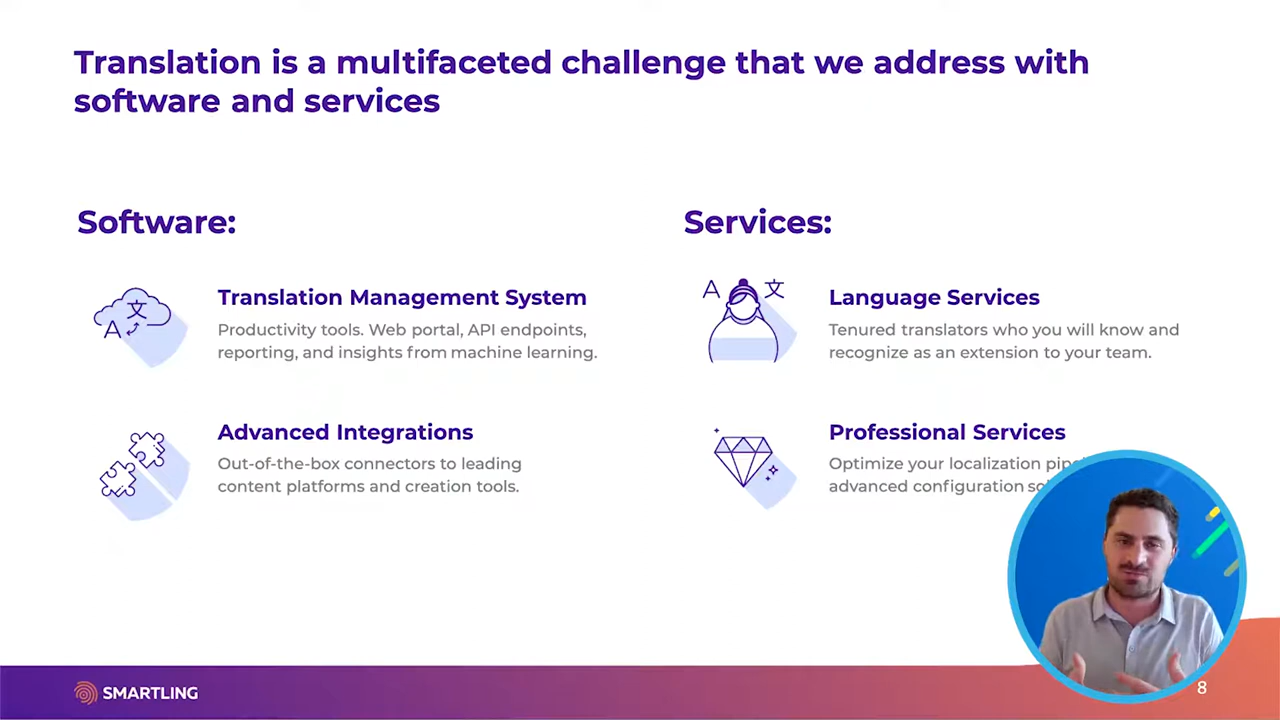 Translation is a multifaceted challenge that we address with
software and services
Software:
Translation Management System
Productivity tools. Web portal, API endpoints,
reporting, and insights from machine learning.
Advanced Integrations
Out-of-the-box connectors to leading
content platforms and creation tools.
Services:
Language Services
Tenured translators who you will know and
recognize as an extension to your team.
Professional Services
Optimize your localization
advanced configuration
A 文
A 文
SMARTLING
8